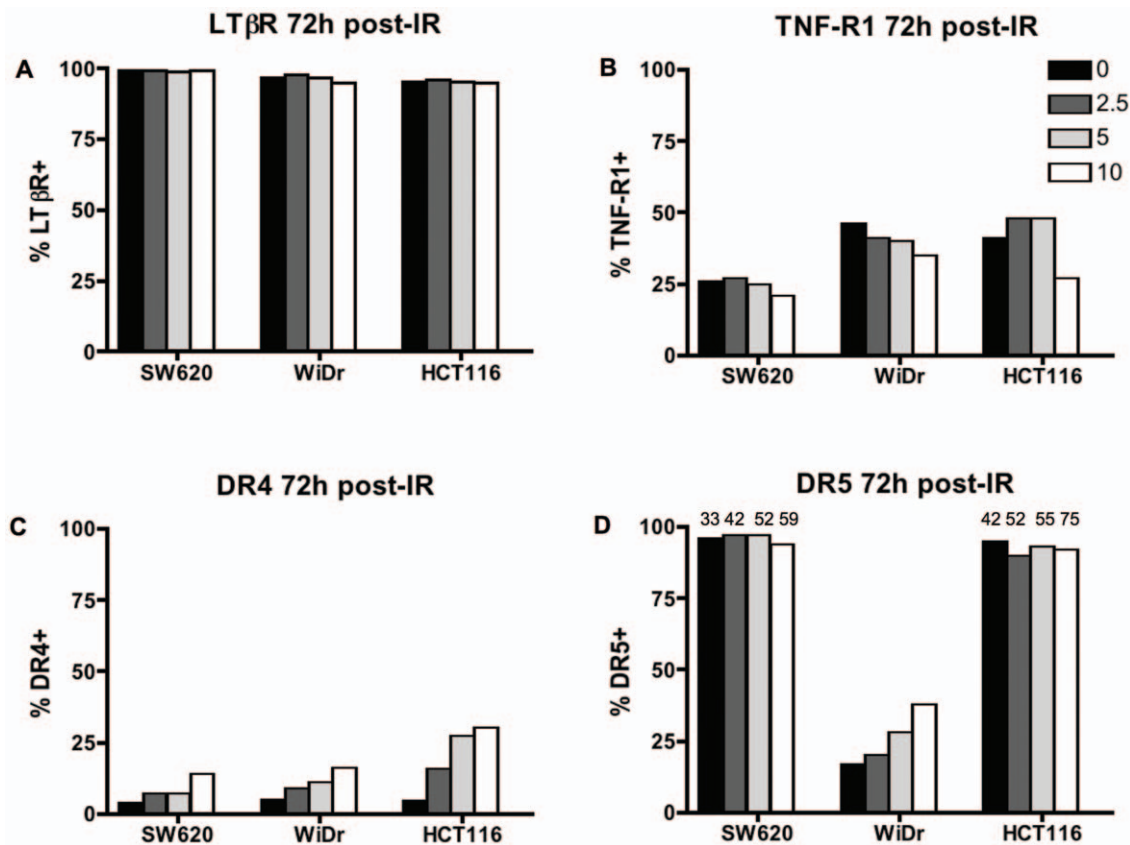 LTβR 72h post-IR
A
% LTβR+
100
75
50
25
0
SW620 WiDr HCT116
TNF-R1 72h post-IR
B
% TNF-R1+
100
75
50
25
0
SW620 WiDr HCT116
0
2.5
5
10
DR4 72h post-IR
C
% DR4+
100
75
50
25
0
SW620 WiDr HCT116
DR5 72h post-IR
D
% DR5+
100
75
50
25
0
33 42 52 59 42 52 55 75
SW620 WiDr HCT116